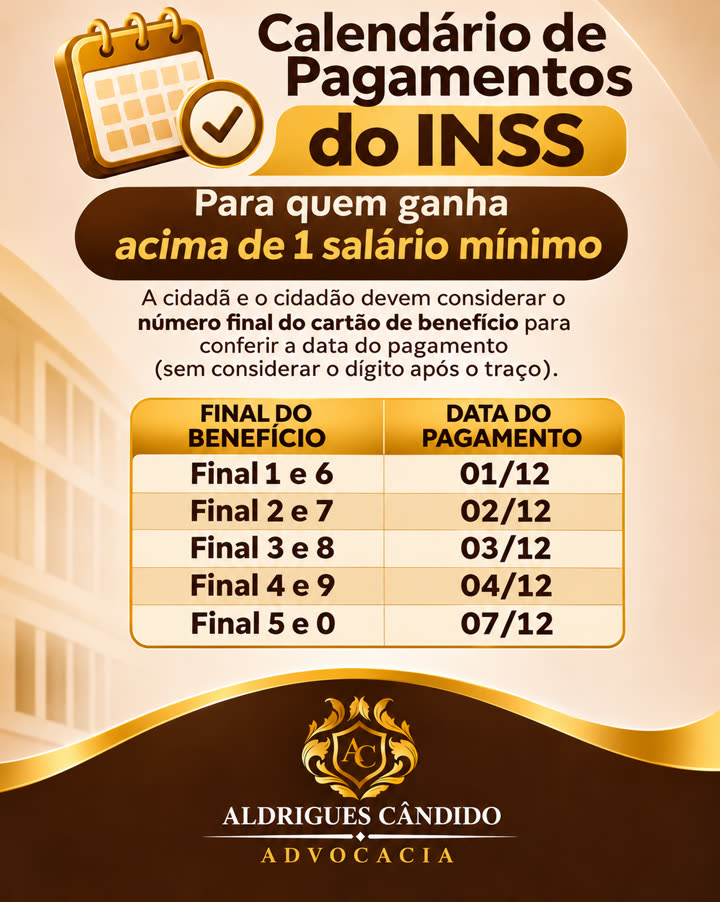 Calendário de
Pagamentos
do INSS
Para quem ganha
acima de 1 salário mínimo
A cidadã e o cidadão devem considerar o
número final do cartão de benefício para
conferir a data do pagamento
(sem considerar o dígito após o traço).
FINAL DO
BENEFÍCIO
DATA DO
PAGAMENTO
Final 1 e 6
01/12
Final 2 e 7
02/12
Final 3 e 8
03/12
Final 4 e 9
04/12
Final 5 e 0
07/12
AC
ALDRIGUES CÂNDIDO
ADVOCACIA